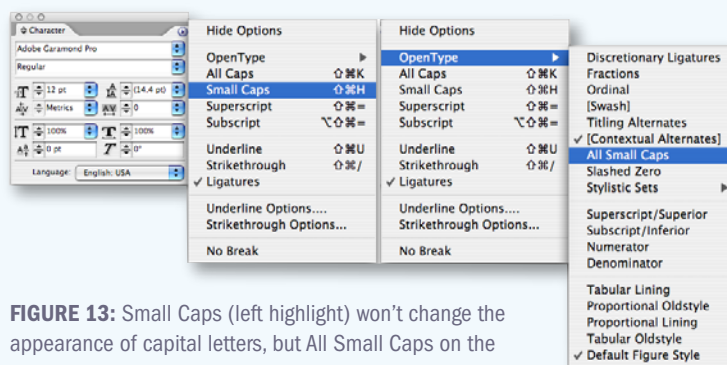 Character
Adobe Garamond Pro
Regular
12 pt
(14.4 pt)
Metrics
0
100%
100%
0 pt
0°
Language: English: USA
Hide Options
OpenType
All Caps ⇧⌘K
Small Caps ⇧⌘H
Superscript ⇧⌘=
Subscript ⌥⇧⌘=
Underline ⇧⌘U
Strikethrough ⇧⌘/
✓ Ligatures
Underline Options....
Strikethrough Options...
No Break
Hide Options
OpenType
All Caps ⇧⌘K
Small Caps ⇧⌘H
Superscript ⇧⌘=
Subscript ⌥⇧⌘=
Underline ⇧⌘U
Strikethrough ⇧⌘/
✓ Ligatures
Underline Options....
Strikethrough Options...
No Break
Discretionary Ligatures
Fractions
Ordinal
[Swash]
Titling Alternates
✓ [Contextual Alternates]
All Small Caps
Slashed Zero
Stylistic Sets
Superscript/Superior
Subscript/Inferior
Numerator
Denominator
Tabular Lining
Proportional Oldstyle
Proportional Lining
Tabular Oldstyle
✓ Default Figure Style
FIGURE 13: Small Caps (left highlight) won’t change the
appearance of capital letters, but All Small Caps on the